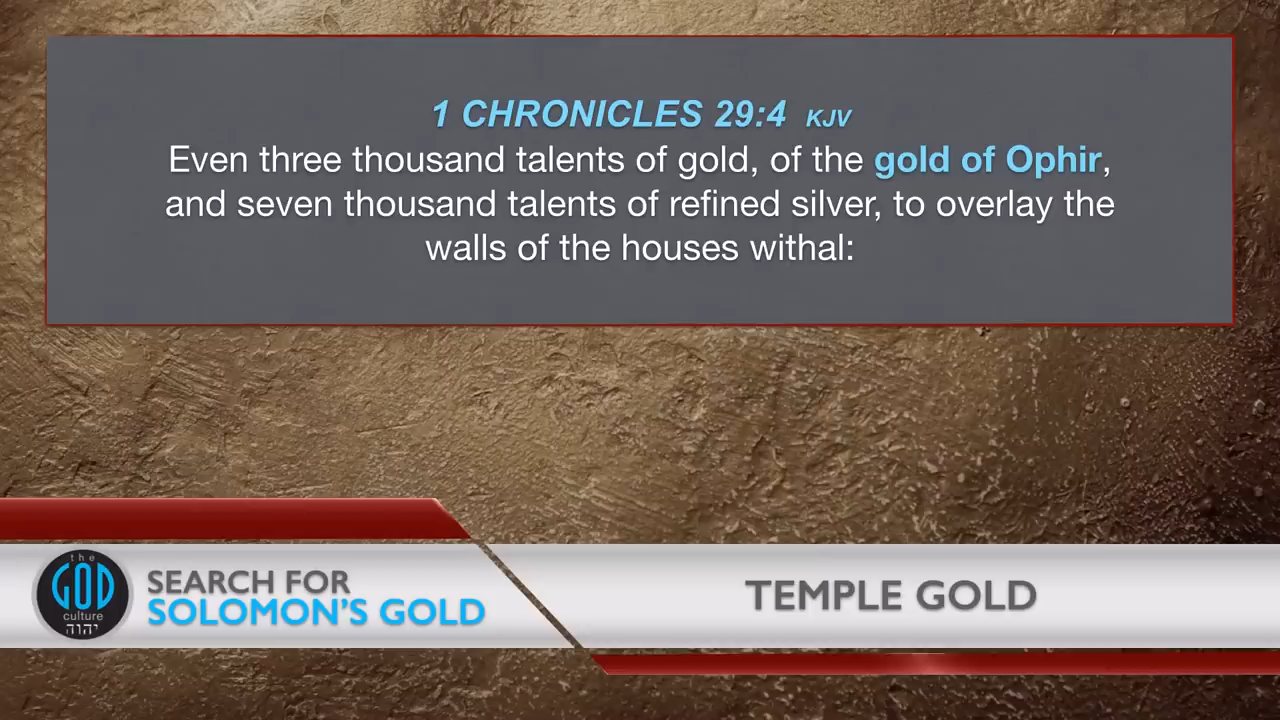 1 CHRONICLES 29:4 KJV
Even three thousand talents of gold, of the gold of Ophir,
and seven thousand talents of refined silver, to overlay the
walls of the houses withal:
the
GOD
culture
יהוה
SEARCH FOR
SOLOMON'S GOLD
TEMPLE GOLD